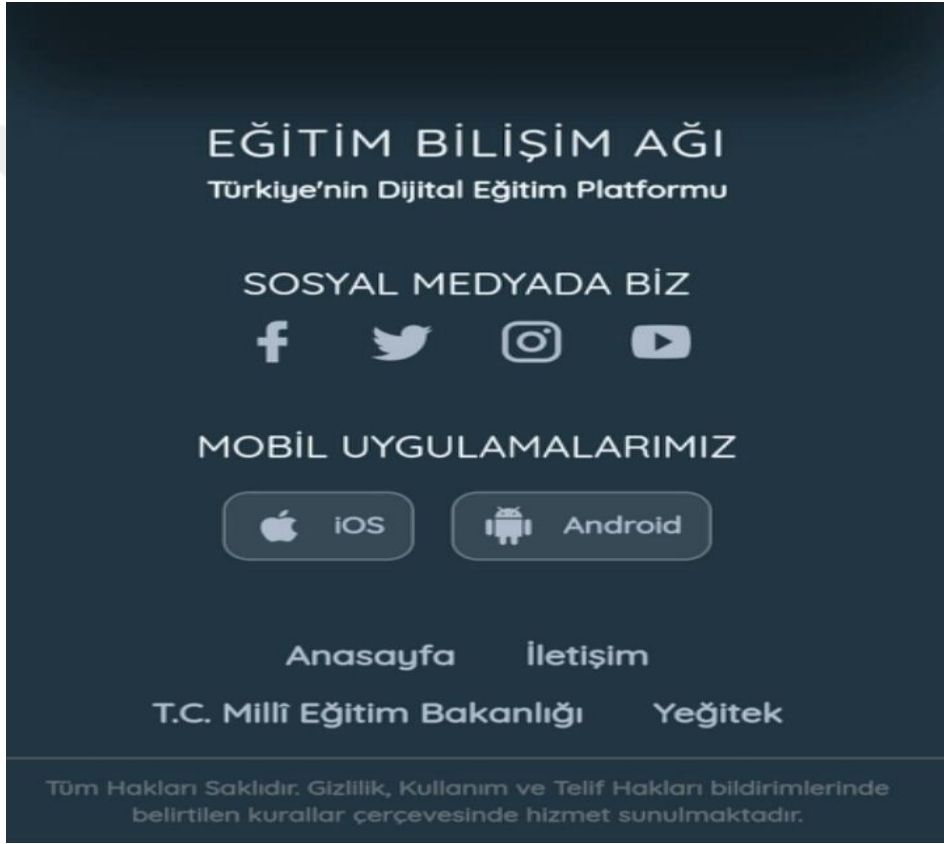 EĞİTİM BİLİŞİM AĞI
Türkiye'nin Dijital Eğitim Platformu
SOSYAL MEDYADA BİZ
MOBİL UYGULAMALARIMIZ
iOS Android
Anasayfa İletişim
T.C. Millî Eğitim Bakanlığı Yeğitek
Tüm Hakları Saklıdır. Gizlilik, Kullanım ve Telif Hakları bildirimlerinde
belirtilen kurallar çerçevesinde hizmet sunulmaktadır.